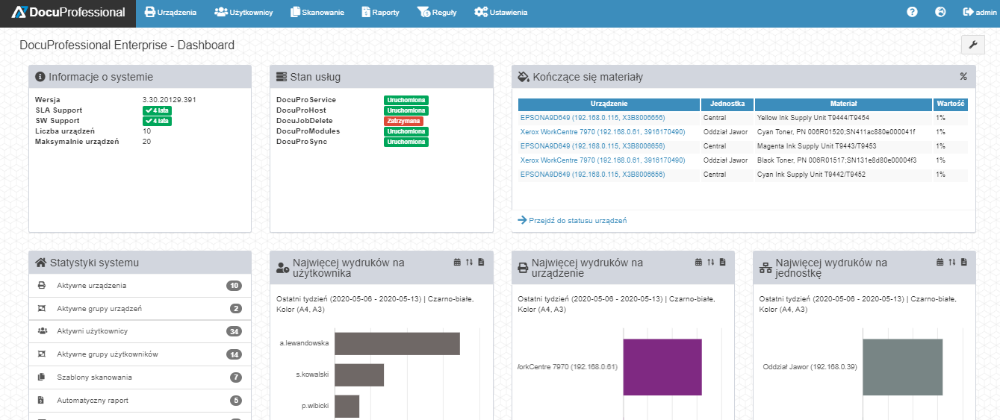 DocuProfessional
Urządzenia
Użytkownicy
Skanowanie
Raporty
Reguły
Ustawienia
admin
DocuProfessional Enterprise - Dashboard
Informacje o systemie
Wersja 3.30.20129.391
SLA Support 4 lata
SW Support 4 lata
Liczba urządzeń 10
Maksymalnie urządzeń 20
Stan usług
DocuProService Uruchomiona
DocuProHost Uruchomiona
DocuJobDelete Zatrzymana
DocuProModules Uruchomiona
DocuProSync Uruchomiona
Kończące się materiały %
Urządzenie Jednostka Materiał Wartość
EPSONA9D649 (192.168.0.115, X3B8006656) Central Yellow Ink Supply Unit T9444/T9454 1%
Xerox WorkCentre 7970 (192.168.0.61, 3916170490) Oddział Jawor Cyan Toner, PN 006R01520;SN411ac880e000041f 1%
EPSONA9D649 (192.168.0.115, X3B8006656) Central Magenta Ink Supply Unit T9443/T9453 1%
Xerox WorkCentre 7970 (192.168.0.61, 3916170490) Oddział Jawor Black Toner, PN 006R01517;SN131e8d80e00004f3 1%
EPSONA9D649 (192.168.0.115, X3B8006656) Central Cyan Ink Supply Unit T9442/T9452 1%
Przejdź do statusu urządzeń
Statystyki systemu
Aktywne urządzenia 10
Aktywne grupy urządzeń 2
Aktywni użytkownicy 34
Aktywne grupy użytkowników 14
Szablony skanowania 7
Automatyczny raport 5
Najwięcej wydruków na
użytkownika
Ostatni tydzień (2020-05-06 - 2020-05-13) | Czarno-białe,
Kolor (A4, A3)
a.lewandowska
s.kowalski
p.wibicki
Najwięcej wydruków na
urządzenie
Ostatni tydzień (2020-05-06 - 2020-05-13) | Czarno-białe,
Kolor (A4, A3)
/orkCentre 7970 (192.168.0.61)
Najwięcej wydruków na
jednostkę
Ostatni tydzień (2020-05-06 - 2020-05-13) | Czarno-białe,
Kolor (A4, A3)
Oddział Jawor (192.168.0.39)